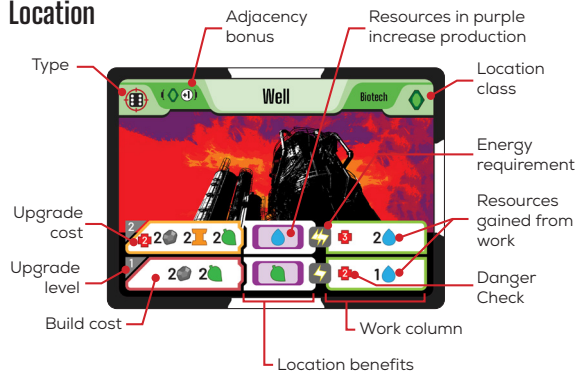 Location
Adjacency
bonus
Resources in purple
increase production
Type
Location
class
+1
Well
Biotech
Energy
requirement
Upgrade
cost
2
2 2 2 2
3
2
Resources
gained from
work
Upgrade
level
1
2 2
2
1
Danger
Check
Build cost
Work column
Location benefits